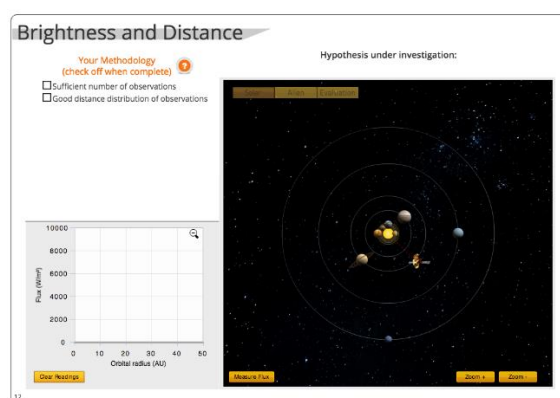 Brightness and Distance
Your Methodology
(check off when complete)
?
Sufficient number of observations
Good distance distribution of observations
Hypothesis under investigation:
Evaluation
10000
8000
6000
4000
2000
0
Flux (W/m²)
0 10 20 30 40 50
Orbital radius (AU)
Clear Readings
Measure Flux
Zoom +
Zoom -
12